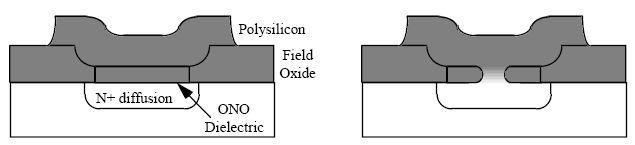 Polysilicon
Field
Oxide
N+ diffusion
ONO
Dielectric